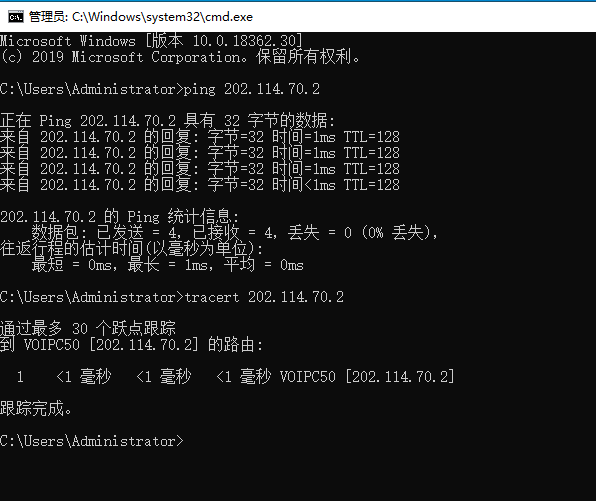 管理员: C:\Windows\system32\cmd.exe
Microsoft Windows [版本 10.0.18362.30]
(c) 2019 Microsoft Corporation。保留所有权利。
C:\Users\Administrator>ping 202.114.70.2
正在 Ping 202.114.70.2 具有 32 字节的数据:
来自 202.114.70.2 的回复: 字节=32 时间=1ms TTL=128
来自 202.114.70.2 的回复: 字节=32 时间=1ms TTL=128
来自 202.114.70.2 的回复: 字节=32 时间=1ms TTL=128
来自 202.114.70.2 的回复: 字节=32 时间<1ms TTL=128
202.114.70.2 的 Ping 统计信息:
数据包: 已发送 = 4，已接收 = 4，丢失 = 0 (0% 丢失)，
往返行程的估计时间(以毫秒为单位):
最短 = 0ms，最长 = 1ms，平均 = 0ms
C:\Users\Administrator>tracert 202.114.70.2
通过最多 30 个跃点跟踪
到 VOIPC50 [202.114.70.2] 的路由:
1 <1 毫秒 <1 毫秒 <1 毫秒 VOIPC50 [202.114.70.2]
跟踪完成。
C:\Users\Administrator>